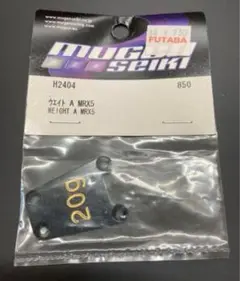 FUTABA
mugen
seiki
H2404 850
ウエイト A MRX5
WEIGHT A MRX5
20g